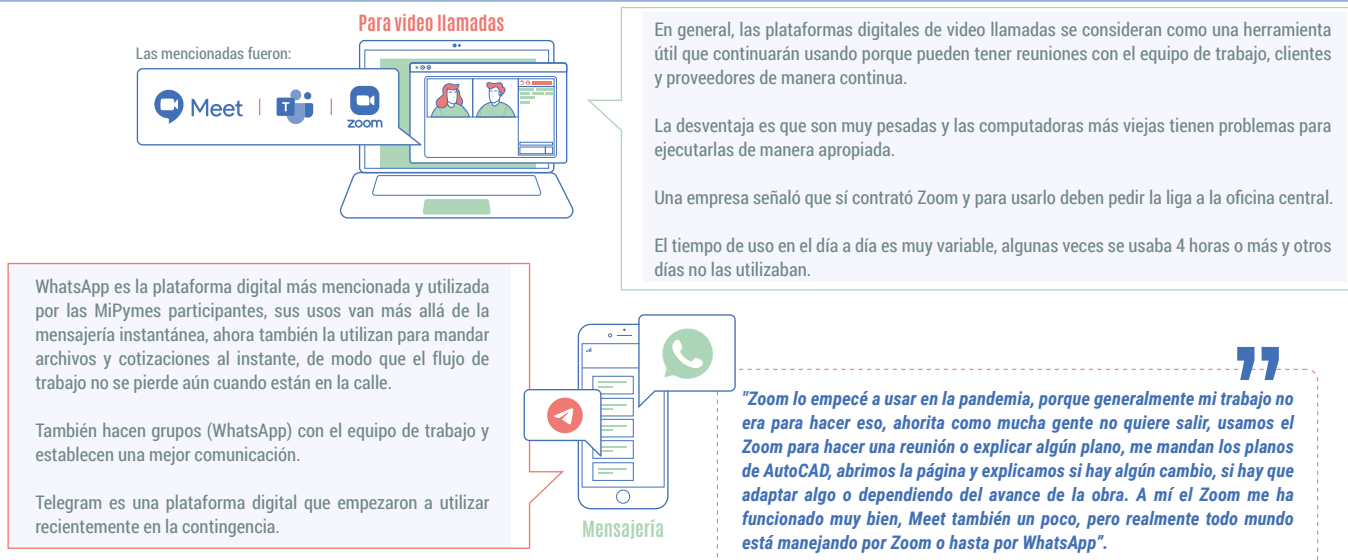 Para video llamadas
Las mencionadas fueron:
Meet
T
zoom
En general, las plataformas digitales de video llamadas se consideran como una herramienta
útil que continuarán usando porque pueden tener reuniones con el equipo de trabajo, clientes
y proveedores de manera continua.
La desventaja es que son muy pesadas y las computadoras más viejas tienen problemas para
ejecutarlas de manera apropiada.
Una empresa señaló que sí contrató Zoom y para usarlo deben pedir la liga a la oficina central.
El tiempo de uso en el día a día es muy variable, algunas veces se usaba 4 horas o más y otros
días no las utilizaban.
WhatsApp es la plataforma digital más mencionada y utilizada
por las MiPymes participantes, sus usos van más allá de la
mensajería instantánea, ahora también la utilizan para mandar
archivos y cotizaciones al instante, de modo que el flujo de
trabajo no se pierde aún cuando están en la calle.
También hacen grupos (WhatsApp) con el equipo de trabajo y
establecen una mejor comunicación.
Telegram es una plataforma digital que empezaron a utilizar
recientemente en la contingencia.
Mensajería
"Zoom lo empecé a usar en la pandemia, porque generalmente mi trabajo no
era para hacer eso, ahorita como mucha gente no quiere salir, usamos el
Zoom para hacer una reunión o explicar algún plano, me mandan los planos
de AutoCAD, abrimos la página y explicamos si hay algún cambio, si hay que
adaptar algo o dependiendo del avance de la obra. A mí el Zoom me ha
funcionado muy bien, Meet también un poco, pero realmente todo mundo
está manejando por Zoom o hasta por WhatsApp”.